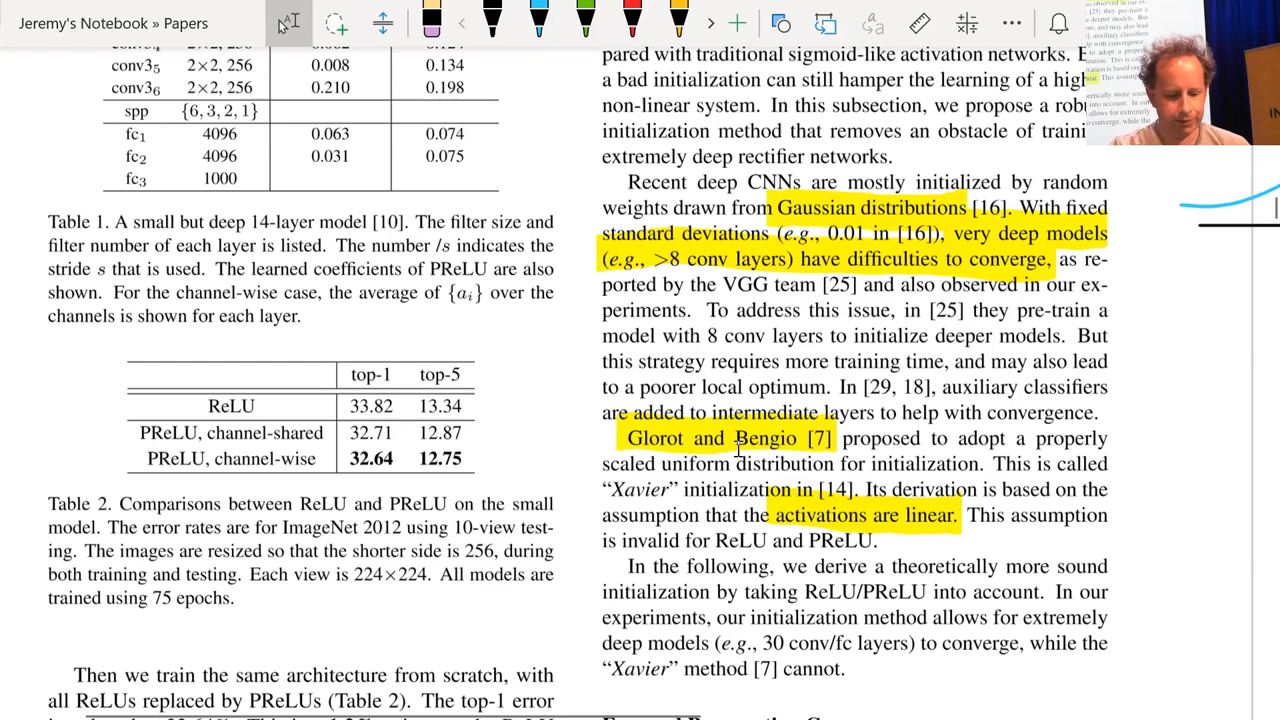 Jeremy's Notebook » Papers
conv3₅ 2×2, 256 0.008 0.134
conv3₆ 2×2, 256 0.210 0.198
spp {6, 3, 2, 1}
fc₁ 4096 0.063 0.074
fc₂ 4096 0.031 0.075
fc₃ 1000
Table 1. A small but deep 14-layer model [10]. The filter size and
filter number of each layer is listed. The number /s indicates the
stride s that is used. The learned coefficients of PReLU are also
shown. For the channel-wise case, the average of {aᵢ} over the
channels is shown for each layer.
top-1 top-5
ReLU 33.82 13.34
PReLU, channel-shared 32.71 12.87
PReLU, channel-wise 32.64 12.75
Table 2. Comparisons between ReLU and PReLU on the small
model. The error rates are for ImageNet 2012 using 10-view test-
ing. The images are resized so that the shorter side is 256, during
both training and testing. Each view is 224×224. All models are
trained using 75 epochs.
Then we train the same architecture from scratch, with
all ReLUs replaced by PReLUs (Table 2). The top-1 error
pared with traditional sigmoid-like activation networks.
a bad initialization can still hamper the learning of a high
non-linear system. In this subsection, we propose a rob
initialization method that removes an obstacle of traini
extremely deep rectifier networks.
Recent deep CNNs are mostly initialized by random
weights drawn from Gaussian distributions [16]. With fixed
standard deviations (e.g., 0.01 in [16]), very deep models
(e.g., >8 conv layers) have difficulties to converge, as re-
ported by the VGG team [25] and also observed in our ex-
periments. To address this issue, in [25] they pre-train a
model with 8 conv layers to initialize deeper models. But
this strategy requires more training time, and may also lead
to a poorer local optimum. In [29, 18], auxiliary classifiers
are added to intermediate layers to help with convergence.
Glorot and Bengio [7] proposed to adopt a properly
scaled uniform distribution for initialization. This is called
“Xavier” initialization in [14]. Its derivation is based on the
assumption that the activations are linear. This assumption
is invalid for ReLU and PReLU.
In the following, we derive a theoretically more sound
initialization by taking ReLU/PReLU into account. In our
experiments, our initialization method allows for extremely
deep models (e.g., 30 conv/fc layers) to converge, while the
“Xavier” method [7] cannot.